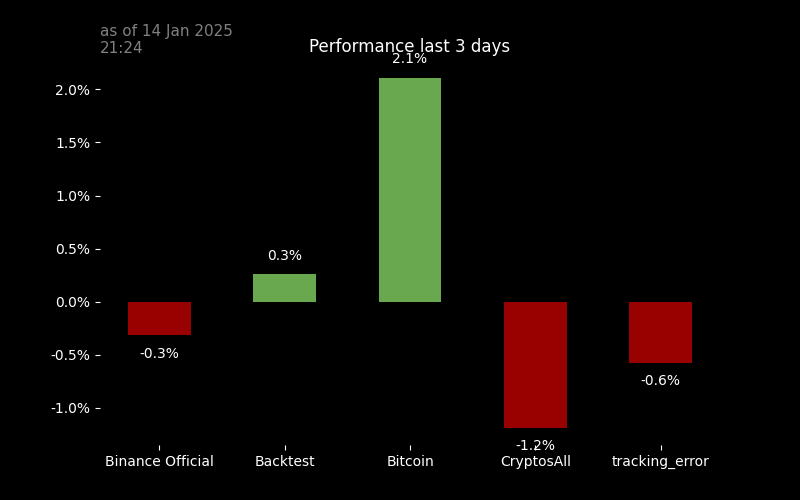 as of 14 Jan 2025
21:24
Performance last 3 days
2.1%
2.0%
1.5%
1.0%
0.5%
0.3%
0.0%
-0.3%
-0.5%
-0.6%
-1.0%
-1.2%
Binance Official
Backtest
Bitcoin
CryptosAll
tracking_error